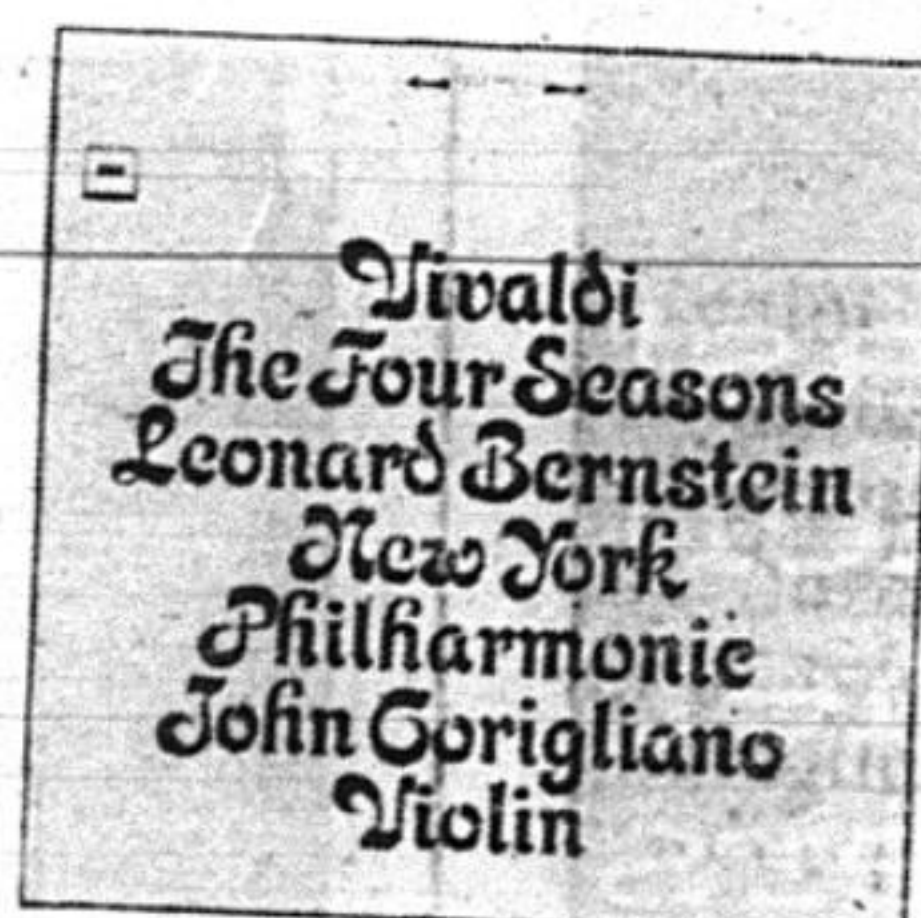 Vivaldi
The Four Seasons
Leonard Bernstein
New York
Philharmonic
John Corigliano
Violin